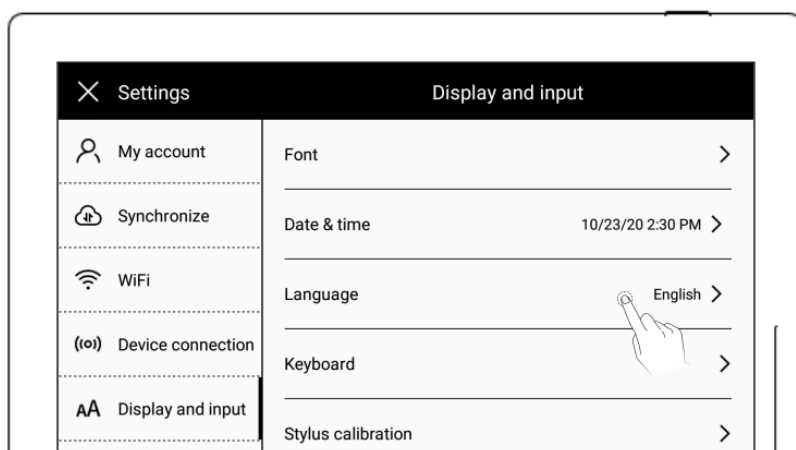 Settings
Display and input
My account
Synchronize
WiFi
Device connection
AA Display and input
Font
Date & time 10/23/20 2:30 PM
Language English
Keyboard
Stylus calibration